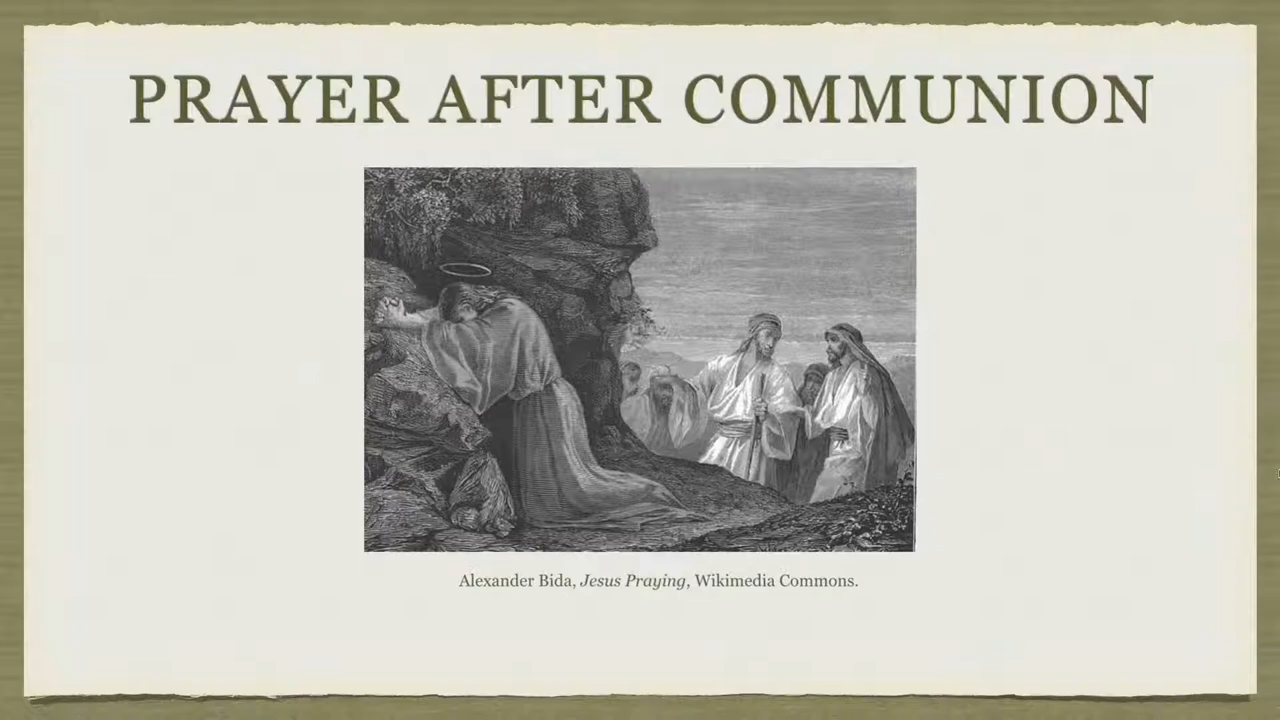 PRAYER AFTER COMMUNION
Alexander Bida, Jesus Praying, Wikimedia Commons.